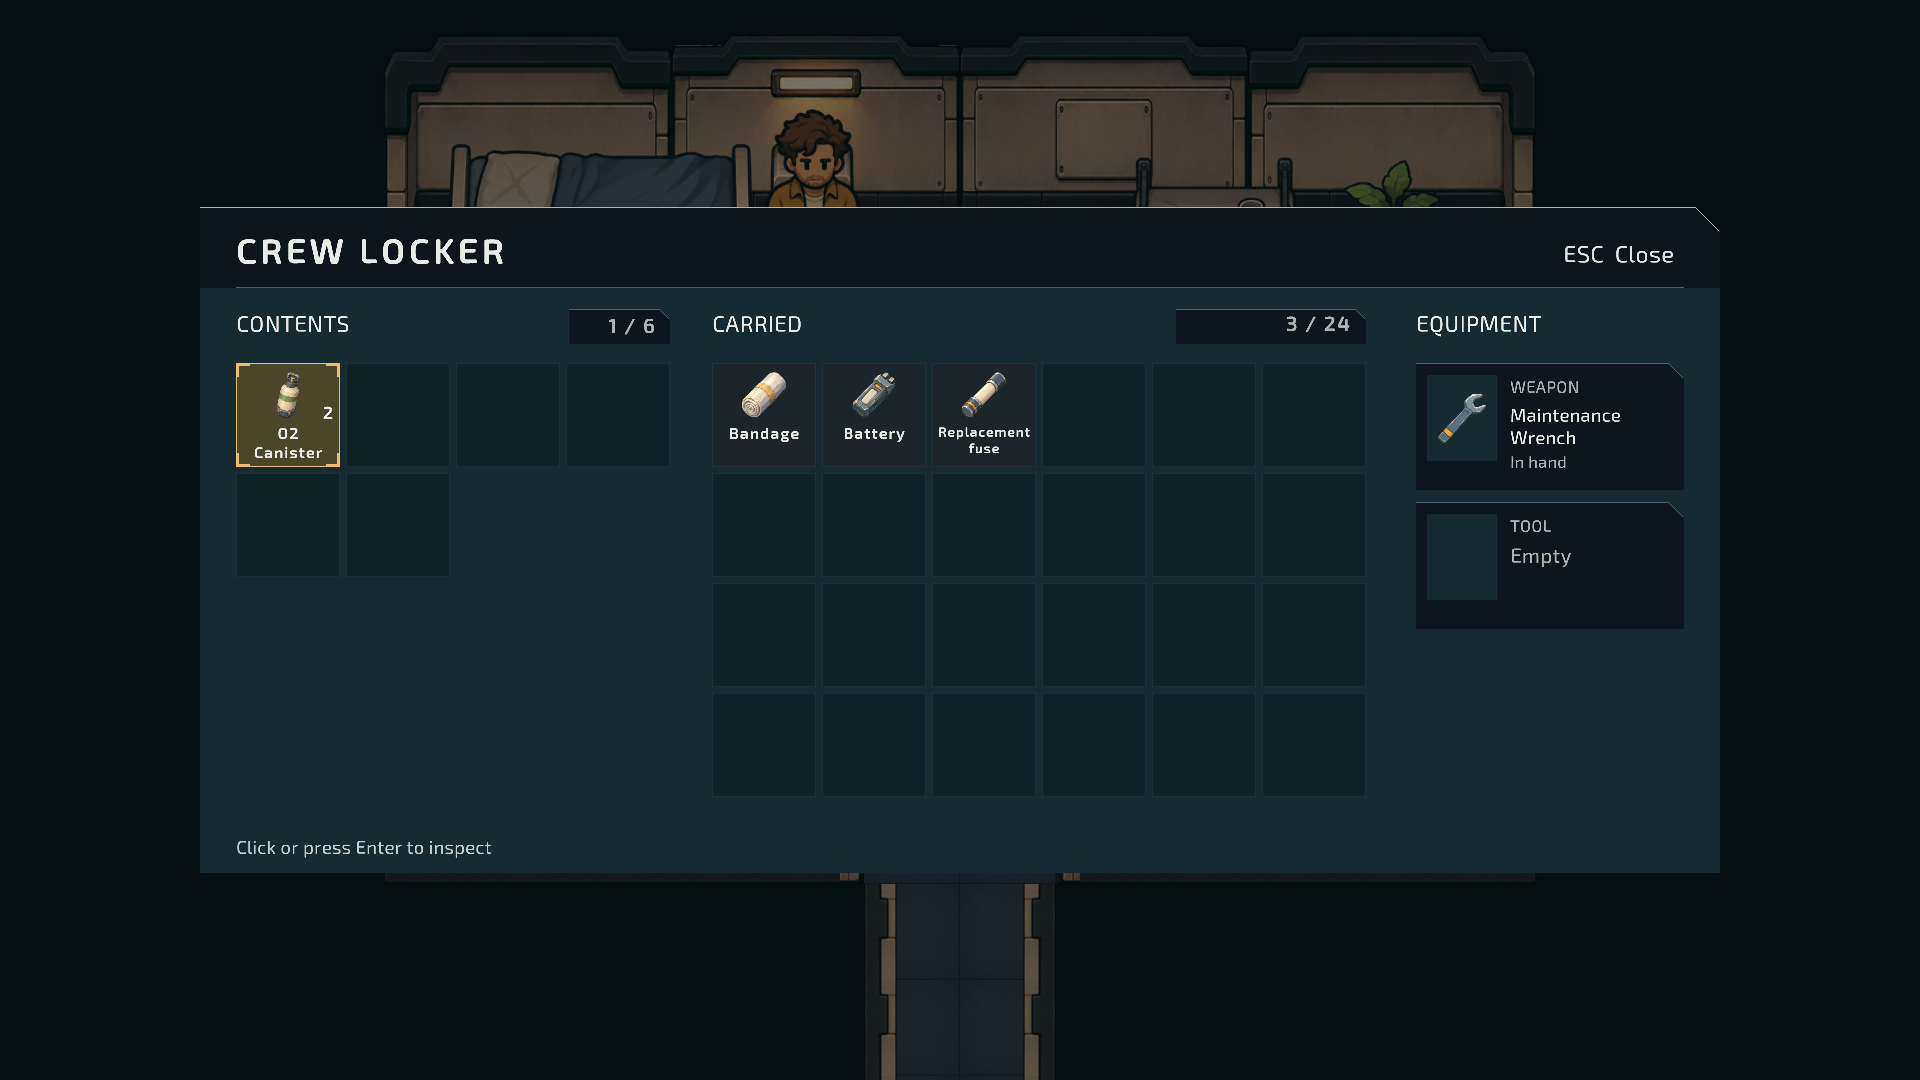 CREW LOCKER
ESC Close
CONTENTS
1 / 6
CARRIED
3 / 24
EQUIPMENT
2
O2
Canister
Bandage
Battery
Replacement
fuse
WEAPON
Maintenance
Wrench
In hand
TOOL
Empty
Click or press Enter to inspect